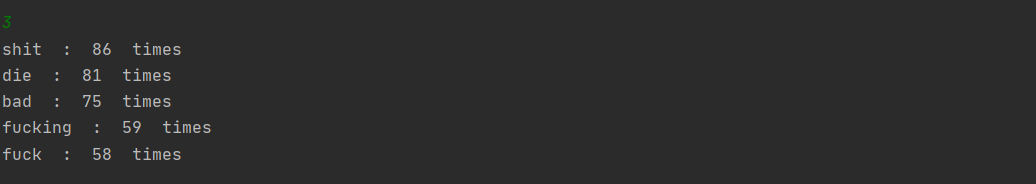 3
shit  :  86  times
die  :  81  times
bad  :  75  times
fucking  :  59  times
fuck  :  58  times